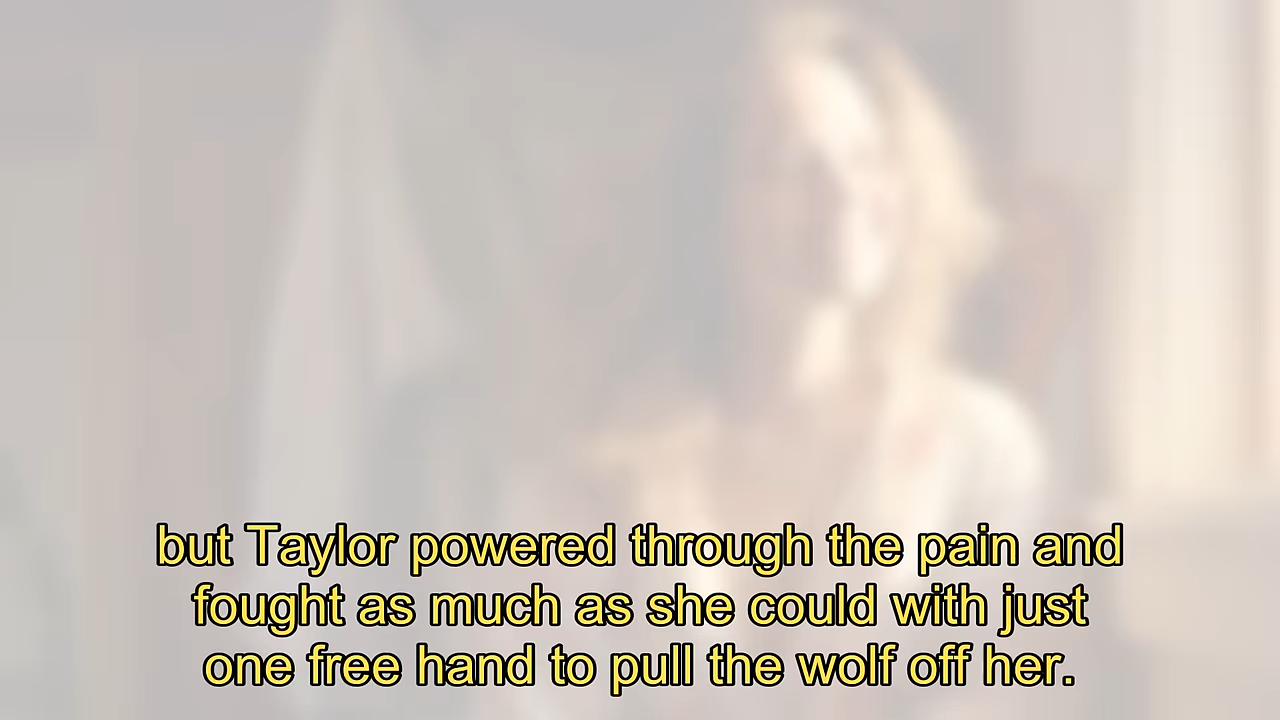 but Taylor powered through the pain and
fought as much as she could with just
one free hand to pull the wolf off her.